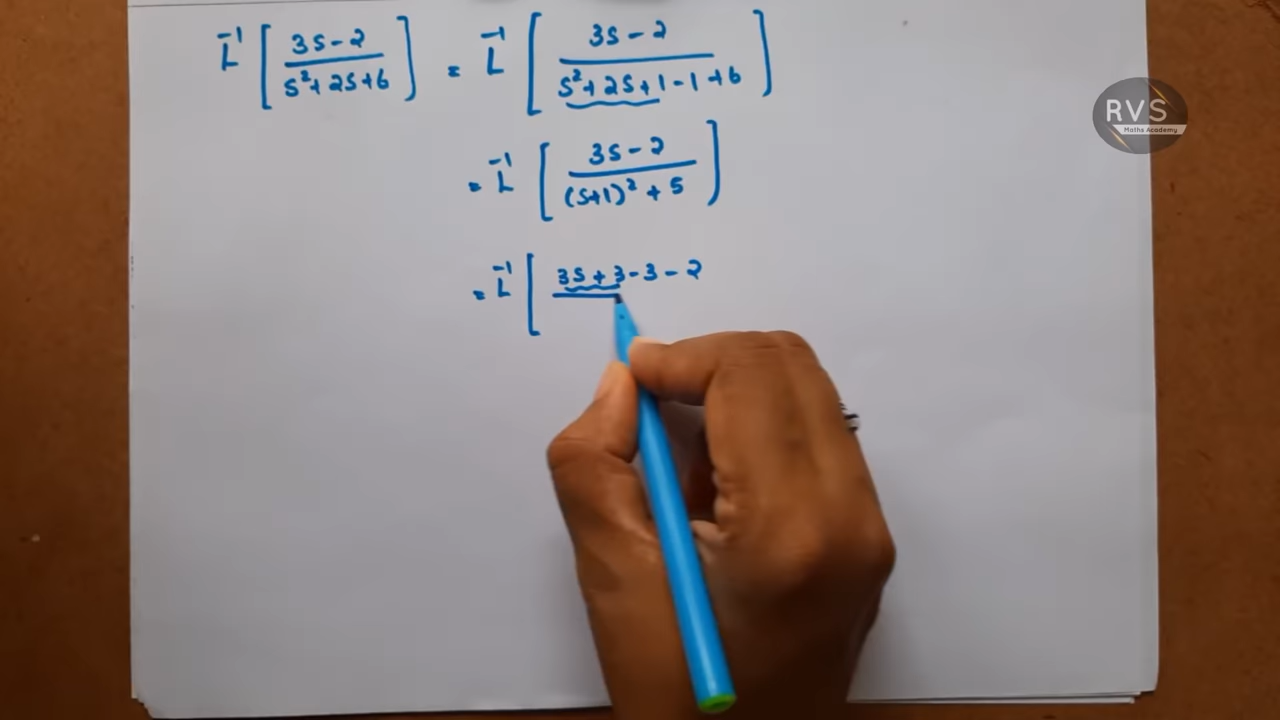 L⁻¹ [ (3s-2)/(s²+2s+6) ] = L⁻¹ [ (3s-2)/(s²+2s+1-1+6) ]
= L⁻¹ [ (3s-2)/((s+1)²+5) ]
= L⁻¹ [ 3s+3-3-2
RVS
Maths Academy